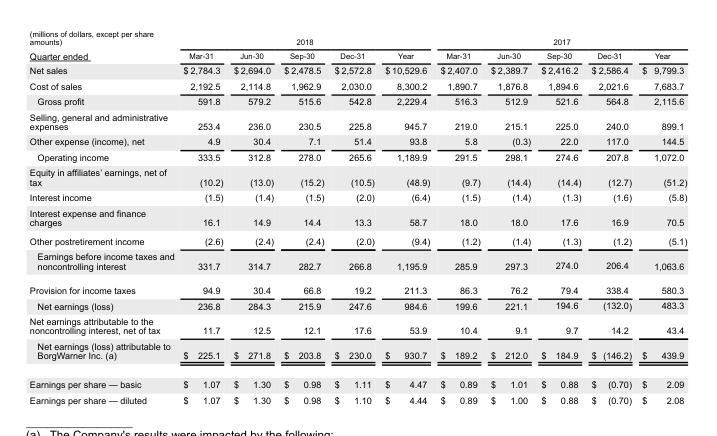 (millions of dollars, except per share
amounts) 2018 2017
Quarter ended Mar-31 Jun-30 Sep-30 Dec-31 Year Mar-31 Jun-30 Sep-30 Dec-31 Year
Net sales $ 2,784.3 $ 2,694.0 $ 2,478.5 $ 2,572.8 $ 10,529.6 $ 2,407.0 $ 2,389.7 $ 2,416.2 $ 2,586.4 $ 9,799.3
Cost of sales 2,192.5 2,114.8 1,962.9 2,030.0 8,300.2 1,890.7 1,876.8 1,894.6 2,021.6 7,683.7
Gross profit 591.8 579.2 515.6 542.8 2,229.4 516.3 512.9 521.6 564.8 2,115.6
Selling, general and administrative
expenses 253.4 236.0 230.5 225.8 945.7 219.0 215.1 225.0 240.0 899.1
Other expense (income), net 4.9 30.4 7.1 51.4 93.8 5.8 (0.3) 22.0 117.0 144.5
Operating income 333.5 312.8 278.0 265.6 1,189.9 291.5 298.1 274.6 207.8 1,072.0
Equity in affiliates' earnings, net of
tax (10.2) (13.0) (15.2) (10.5) (48.9) (9.7) (14.4) (14.4) (12.7) (51.2)
Interest income (1.5) (1.4) (1.5) (2.0) (6.4) (1.5) (1.4) (1.3) (1.6) (5.8)
Interest expense and finance
charges 16.1 14.9 14.4 13.3 58.7 18.0 18.0 17.6 16.9 70.5
Other postretirement income (2.6) (2.4) (2.4) (2.0) (9.4) (1.2) (1.4) (1.3) (1.2) (5.1)
Earnings before income taxes and
noncontrolling interest 331.7 314.7 282.7 266.8 1,195.9 285.9 297.3 274.0 206.4 1,063.6
Provision for income taxes 94.9 30.4 66.8 19.2 211.3 86.3 76.2 79.4 338.4 580.3
Net earnings (loss) 236.8 284.3 215.9 247.6 984.6 199.6 221.1 194.6 (132.0) 483.3
Net earnings attributable to the
noncontrolling interest, net of tax 11.7 12.5 12.1 17.6 53.9 10.4 9.1 9.7 14.2 43.4
Net earnings (loss) attributable to
BorgWarner Inc. (a) $ 225.1 $ 271.8 $ 203.8 $ 230.0 $ 930.7 $ 189.2 $ 212.0 $ 184.9 $ (146.2) $ 439.9
Earnings per share — basic $ 1.07 $ 1.30 $ 0.98 $ 1.11 $ 4.47 $ 0.89 $ 1.01 $ 0.88 $ (0.70) $ 2.09
Earnings per share — diluted $ 1.07 $ 1.30 $ 0.98 $ 1.10 $ 4.44 $ 0.89 $ 1.00 $ 0.88 $ (0.70) $ 2.08
(a) The Company's results were impacted by the following: